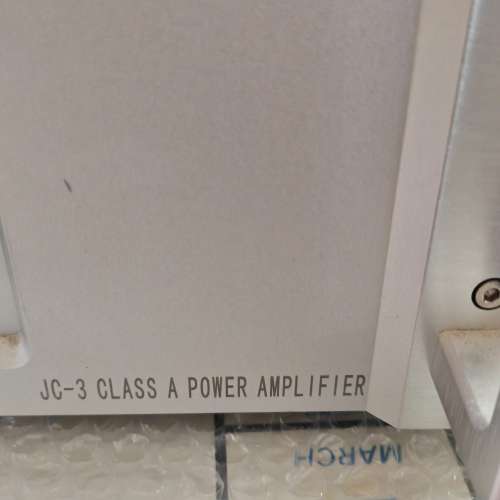 JC-3 CLASS A POWER AMPLIFIER
MARCH